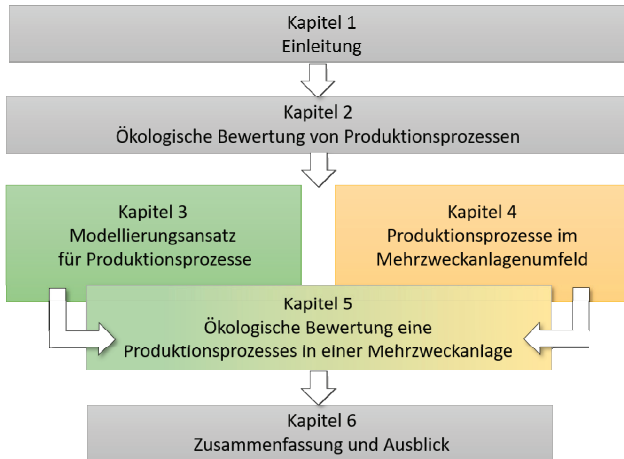 Kapitel 1
Einleitung
Kapitel 2
Ökologische Bewertung von Produktionsprozessen
Kapitel 3
Modellierungsansatz
für Produktionsprozesse
Kapitel 4
Produktionsprozesse im
Mehrzweckanlagenumfeld
Kapitel 5
Ökologische Bewertung eine
Produktionsprozesses in einer Mehrzweckanlage
Kapitel 6
Zusammenfassung und Ausblick